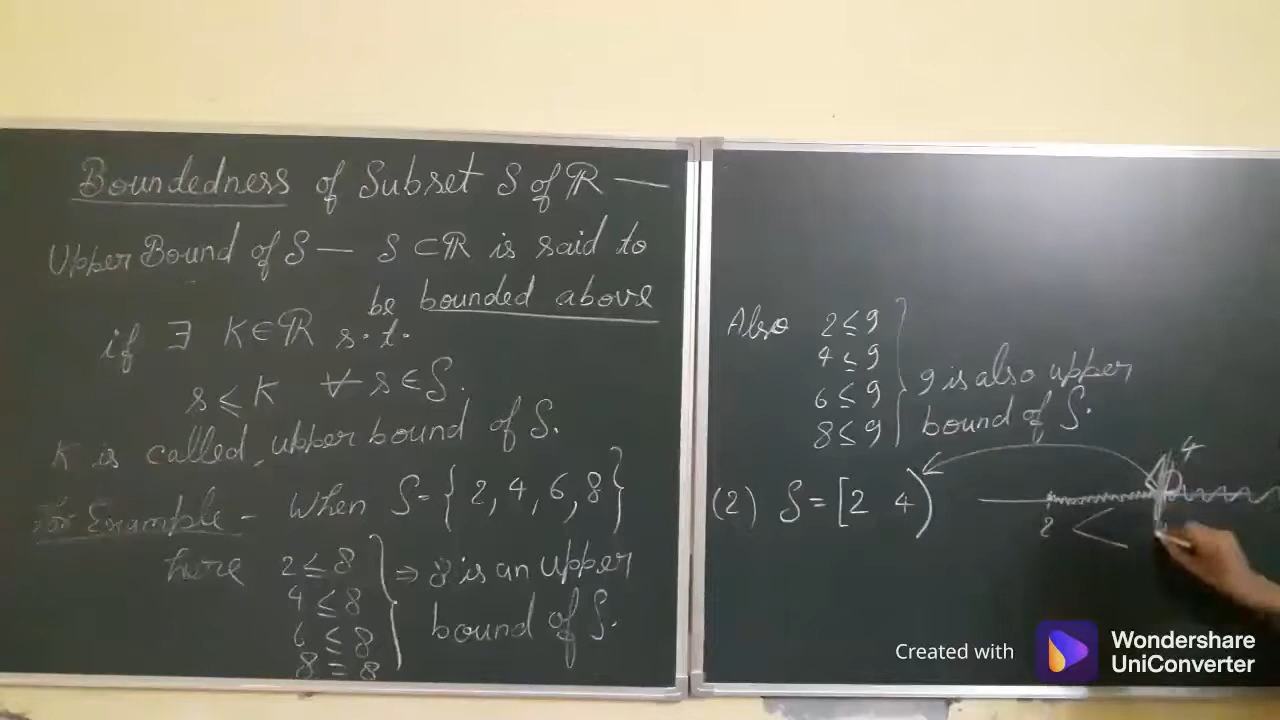 Boundedness of Subset S of ℝ —
Upper Bound of S — S ⊂ ℝ is said to
be bounded above
if ∃ K ∈ ℝ s.t.
s ≤ K ∀ s ∈ S.
K is called upper bound of S.
For Example - When S = {2, 4, 6, 8}
here 2 ≤ 8
4 ≤ 8
6 ≤ 8
8 = 8
⇒ 8 is an upper
bound of S.
Also 2 ≤ 9
4 ≤ 9
6 ≤ 9
8 ≤ 9
9 is also upper
bound of S.
(2) S = [2 4)
2 <
4
Created with
Wondershare
UniConverter